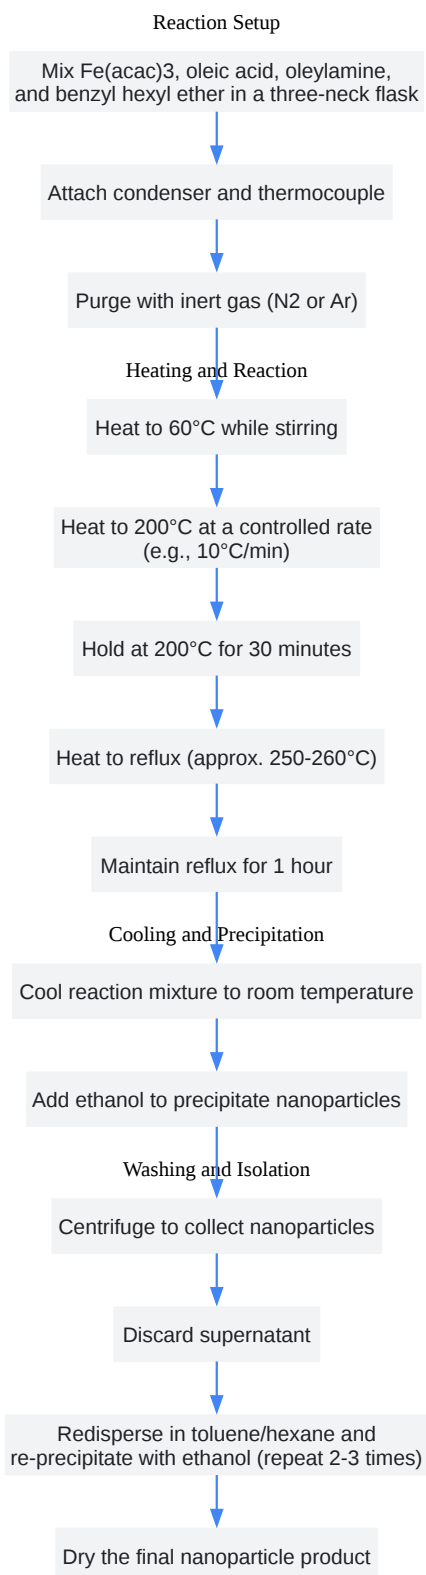 Reaction Setup
Mix Fe(acac)3, oleic acid, oleylamine,
and benzyl hexyl ether in a three-neck flask
Attach condenser and thermocouple
Purge with inert gas (N2 or Ar)
Heating and Reaction
Heat to 60°C while stirring
Heat to 200°C at a controlled rate
(e.g., 10°C/min)
Hold at 200°C for 30 minutes
Heat to reflux (approx. 250-260°C)
Maintain reflux for 1 hour
Cooling and Precipitation
Cool reaction mixture to room temperature
Add ethanol to precipitate nanoparticles
Washing and Isolation
Centrifuge to collect nanoparticles
Discard supernatant
Redisperse in toluene/hexane and
re-precipitate with ethanol (repeat 2-3 times)
Dry the final nanoparticle product